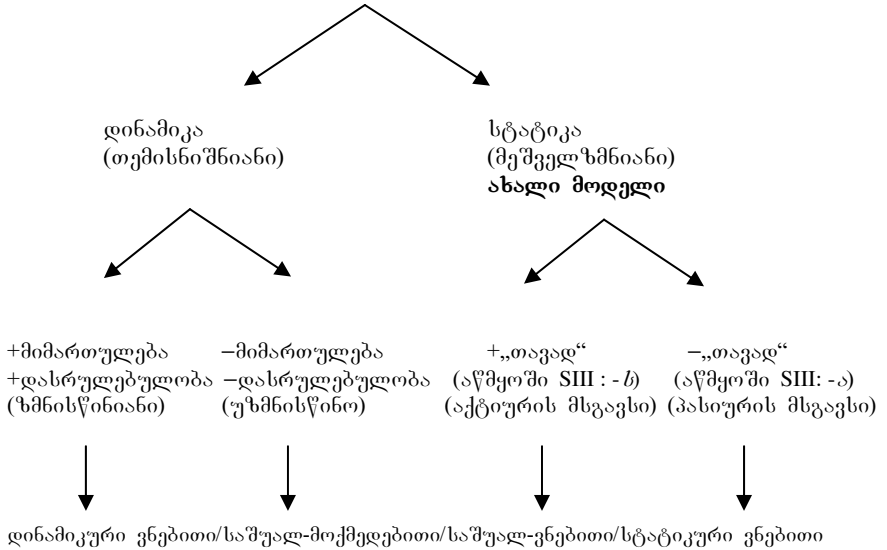 დინამიკა
(თემისნიშნიანი)
სტატიკა
(მეშველზმნიანი)
ახალი მოდელი
+მიმართულება
+დასრულებულობა
(ზმნისწინიანი)
–მიმართულება
–დასრულებულობა
(უზმნისწინო)
+„თავად“
(აწმყოში SIII : -ს)
(აქტიურის მსგავსი)
–„თავად“
(აწმყოში SIII: -ა)
(პასიურის მსგავსი)
დინამიკური ვნებითი/საშუალ-მოქმედებითი/საშუალ-ვნებითი/სტატიკური ვნებითი